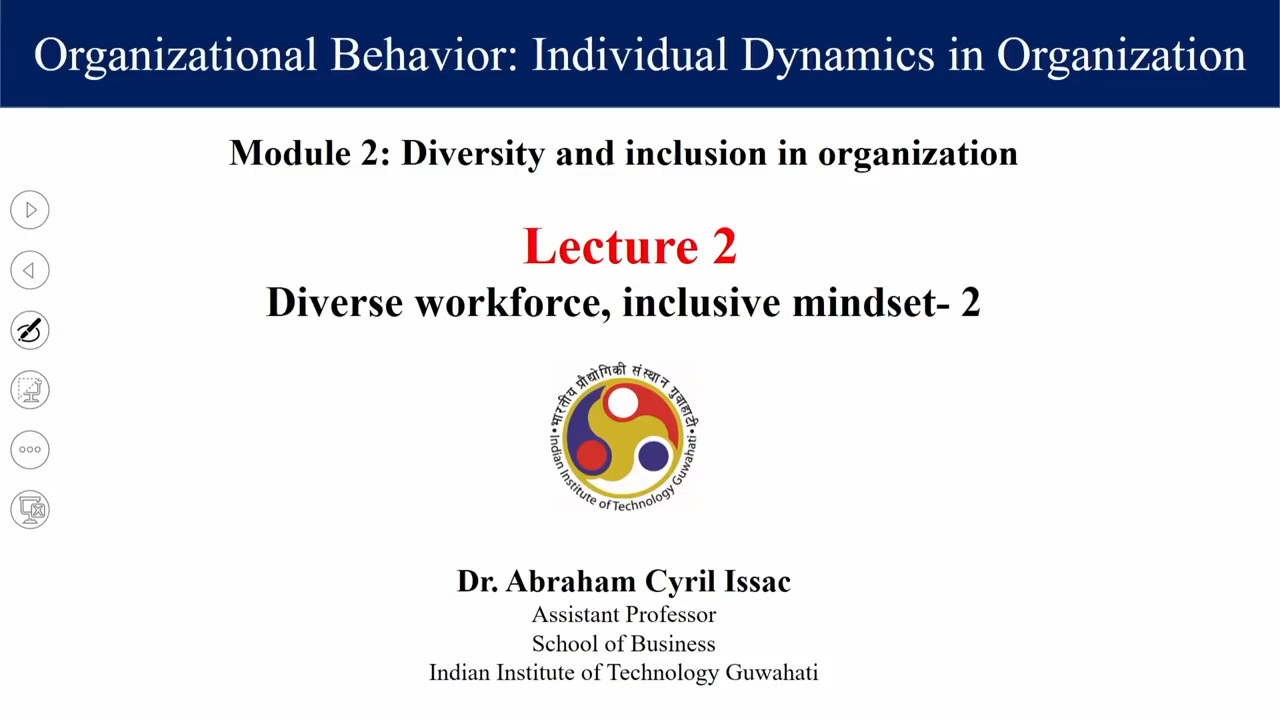 Organizational Behavior: Individual Dynamics in Organization
Module 2: Diversity and inclusion in organization
Lecture 2
Diverse workforce, inclusive mindset- 2
भारतीय प्रौद्योगिकी संस्थान गुवाहाटी
Indian Institute of Technology Guwahati
Dr. Abraham Cyril Issac
Assistant Professor
School of Business
Indian Institute of Technology Guwahati